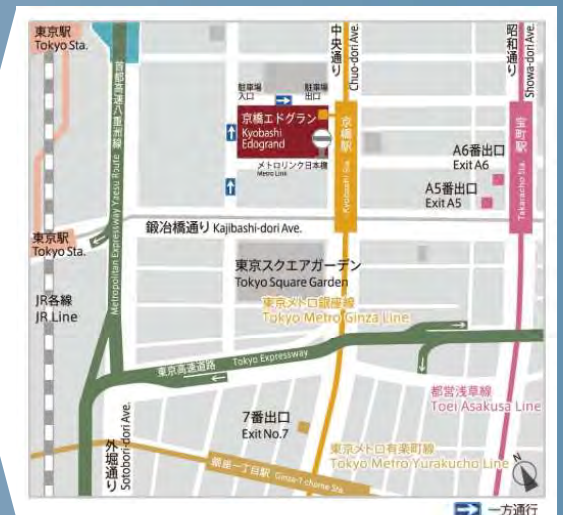 東京駅
Tokyo Sta.
首都高速八重洲線
Metropolitan Expressway Yaesu Route
中央通り
Chuo-dori Ave.
昭和通り
Showa-dori Ave.
駐車場
入口
駐車場
出口
京橋エドグラン
Kyobashi
Edogrand
メトロリンク日本橋
Metro Link
京橋駅
Kyobashi Sta.
宝町駅
Takaracho Sta.
A6番出口
Exit A6
A5番出口
Exit A5
鍛冶橋通り Kajibashi-dori Ave.
東京駅
Tokyo Sta.
東京スクエアガーデン
Tokyo Square Garden
JR各線
JR Line
東京メトロ銀座線
Tokyo Metro Ginza Line
東京高速道路
Tokyo Expressway
都営浅草線
Toei Asakusa Line
7番出口
Exit No.7
外堀通り
Sotobori-dori Ave.
東京メトロ有楽町線
Tokyo Metro Yurakucho Line
銀座一丁目駅 Ginza-1-chome Sta.
N
一方通行